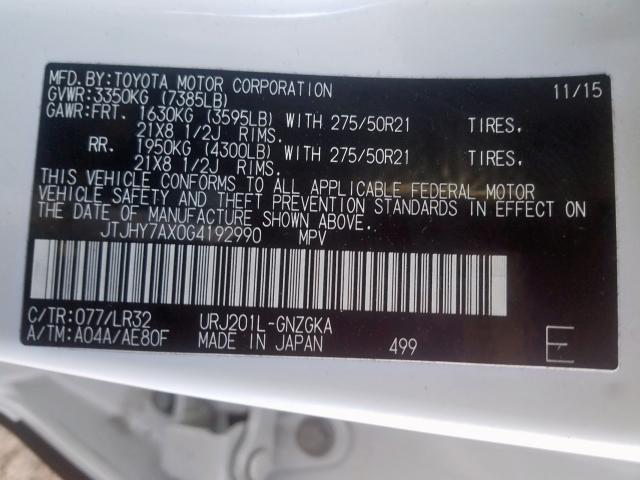 MFD. BY:TOYOTA MOTOR CORPORATION 11/15
GVWR:3350KG (7385LB)
GAWR:FRT. 1630KG (3595LB) WITH 275/50R21 TIRES,
21X8 1/2J RIMS.
RR. 1950KG (4300LB) WITH 275/50R21 TIRES,
21X8 1/2J RIMS.
THIS VEHICLE CONFORMS TO ALL APPLICABLE FEDERAL MOTOR
VEHICLE SAFETY AND THEFT PREVENTION STANDARDS IN EFFECT ON
THE DATE OF MANUFACTURE SHOWN ABOVE.
JTJHY7AX0G4192990 MPV
C/TR:077/LR32 URJ201L-GNZGKA
A/TM:A04A/AE80F MADE IN JAPAN 499 E